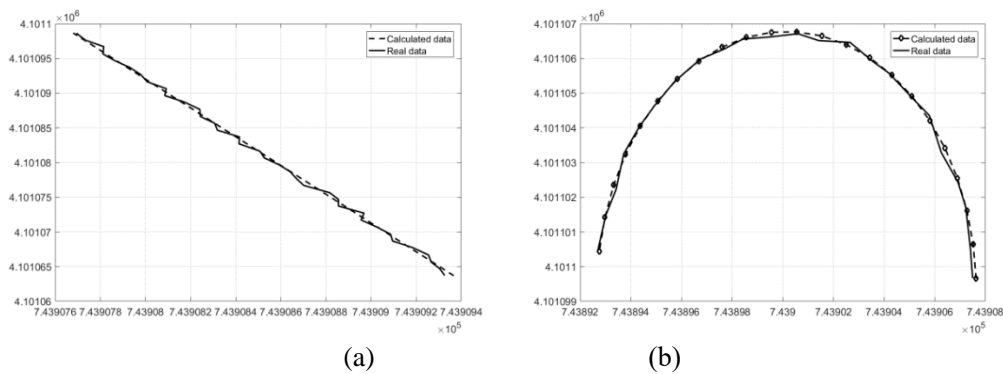 ×10⁶
4.1011
4.101095
4.10109
4.101085
4.10108
4.101075
4.10107
4.101065
4.10106
7.439076 7.439078 7.43908 7.439082 7.439084 7.439086 7.439088 7.43909 7.439092 7.439094
×10⁵
Calculated data
Real data
(a)
×10⁶
4.101107
4.101106
4.101105
4.101104
4.101103
4.101102
4.101101
4.1011
4.101099
7.43892 7.43894 7.43896 7.43898 7.439 7.43902 7.43904 7.43906 7.43908
×10⁵
Calculated data
Real data
(b)